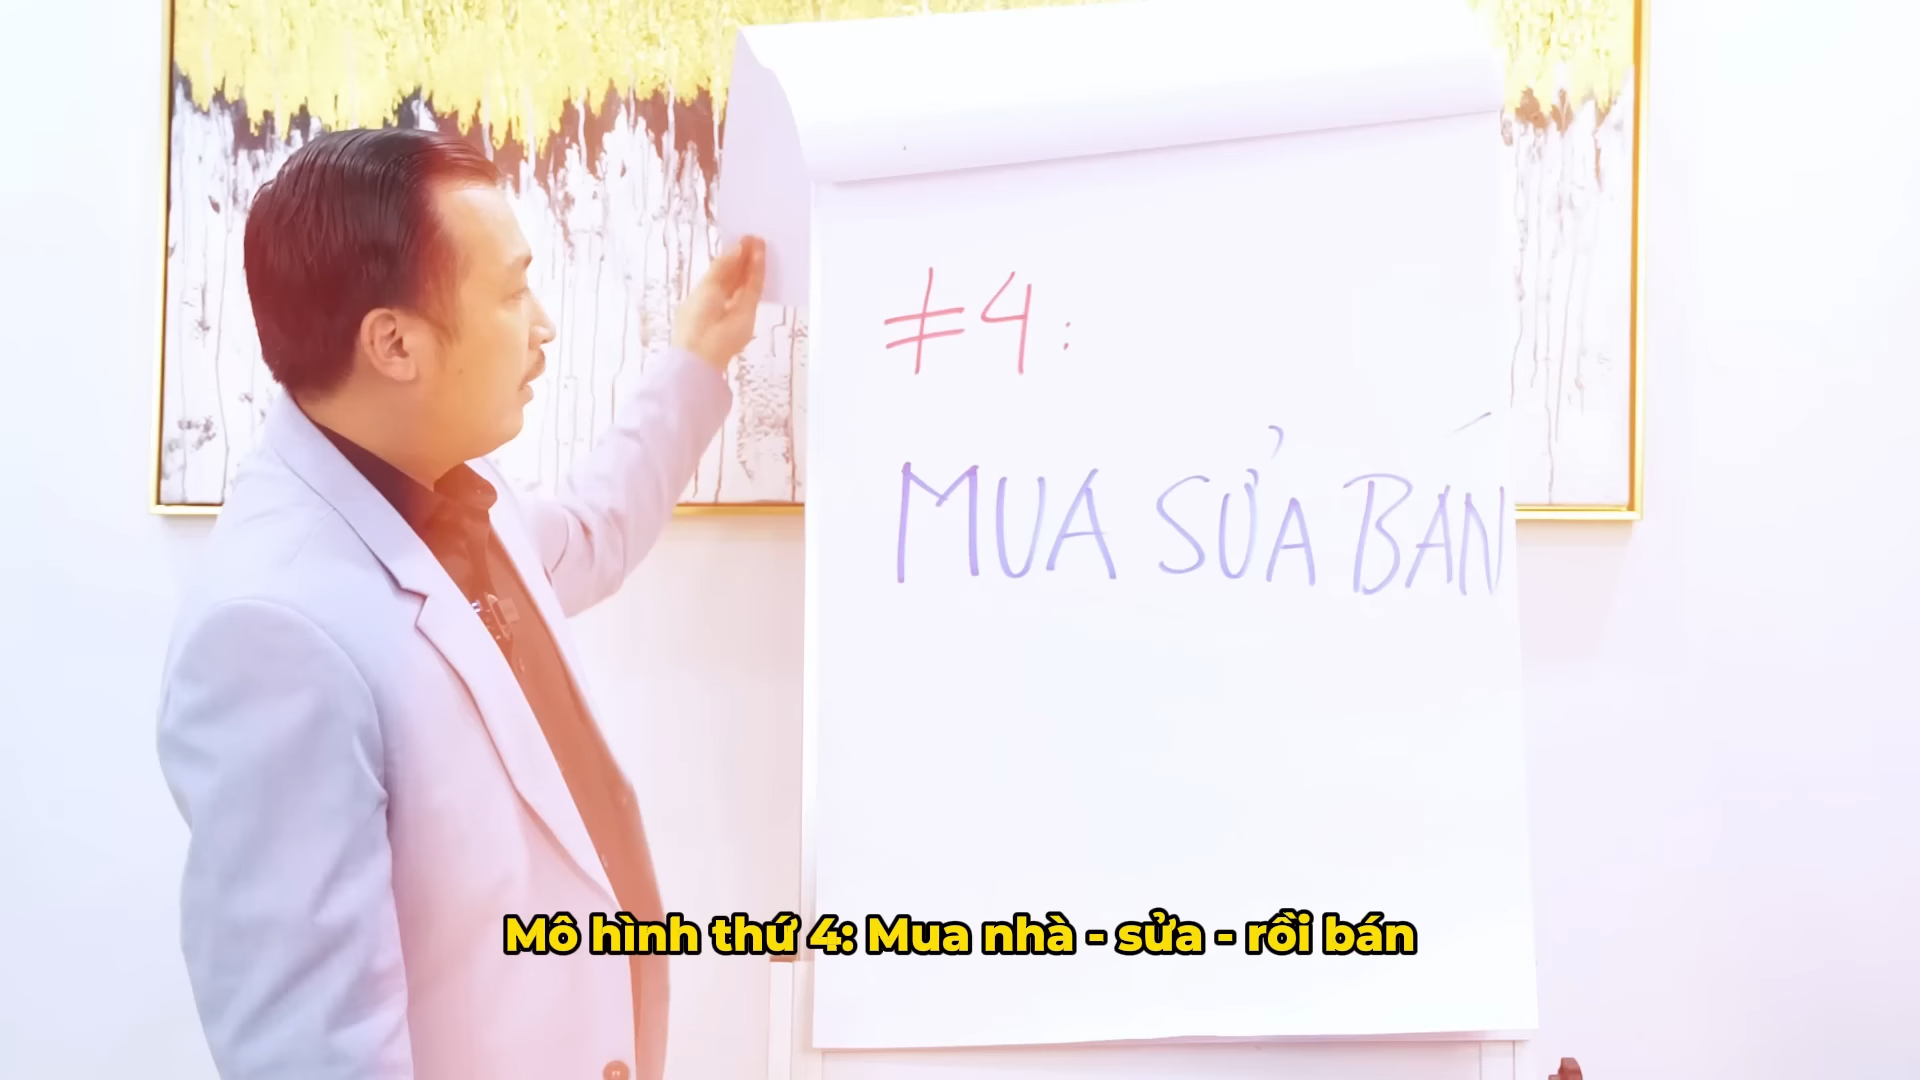 #4:
MUA SỬA BÁN
Mô hình thứ 4: Mua nhà - sửa - rồi bán